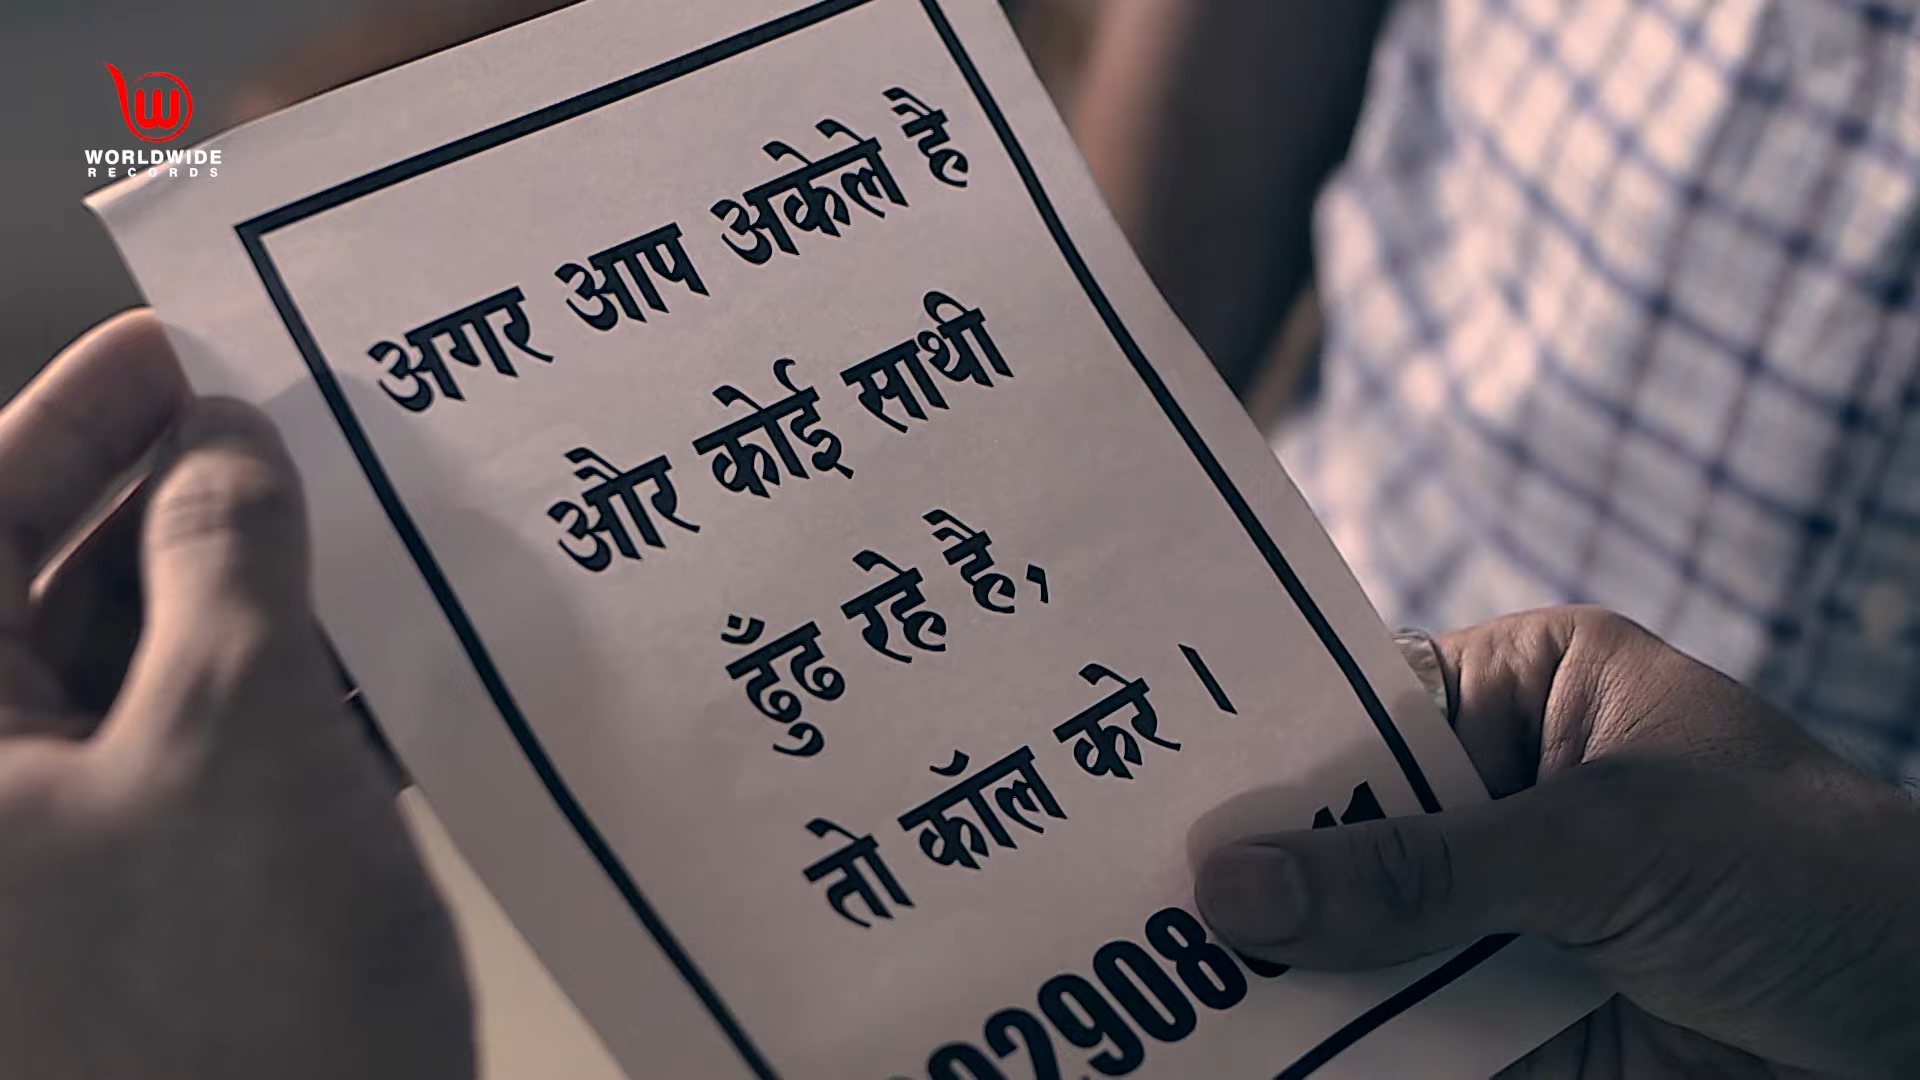 WORLDWIDE
RECORDS
अगर आप अकेले है
और कोई साथी
ढुँढ रहे है,
तो कॉल करे ।